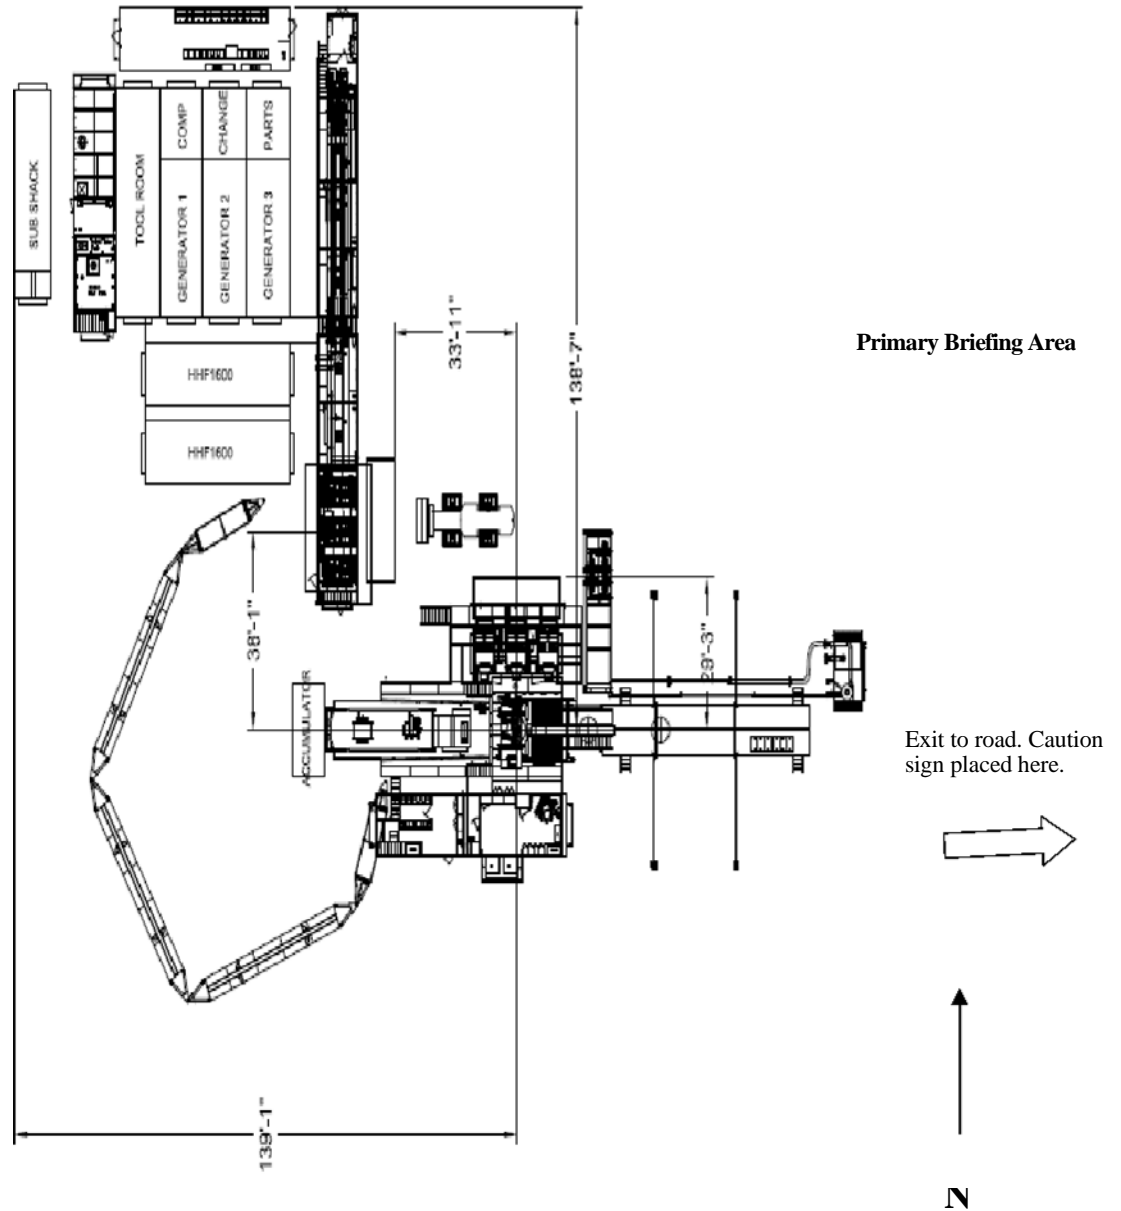 SUB SHACK
TOOL ROOM
COMP
CHANGE
PARTS
GENERATOR 1
GENERATOR 2
GENERATOR 3
HHF1600
HHF1600
33'-11"
138'-7"
Primary Briefing Area
38'-1"
29'-3"
ACCUMULATOR
Exit to road. Caution
sign placed here.
139'-1"
N